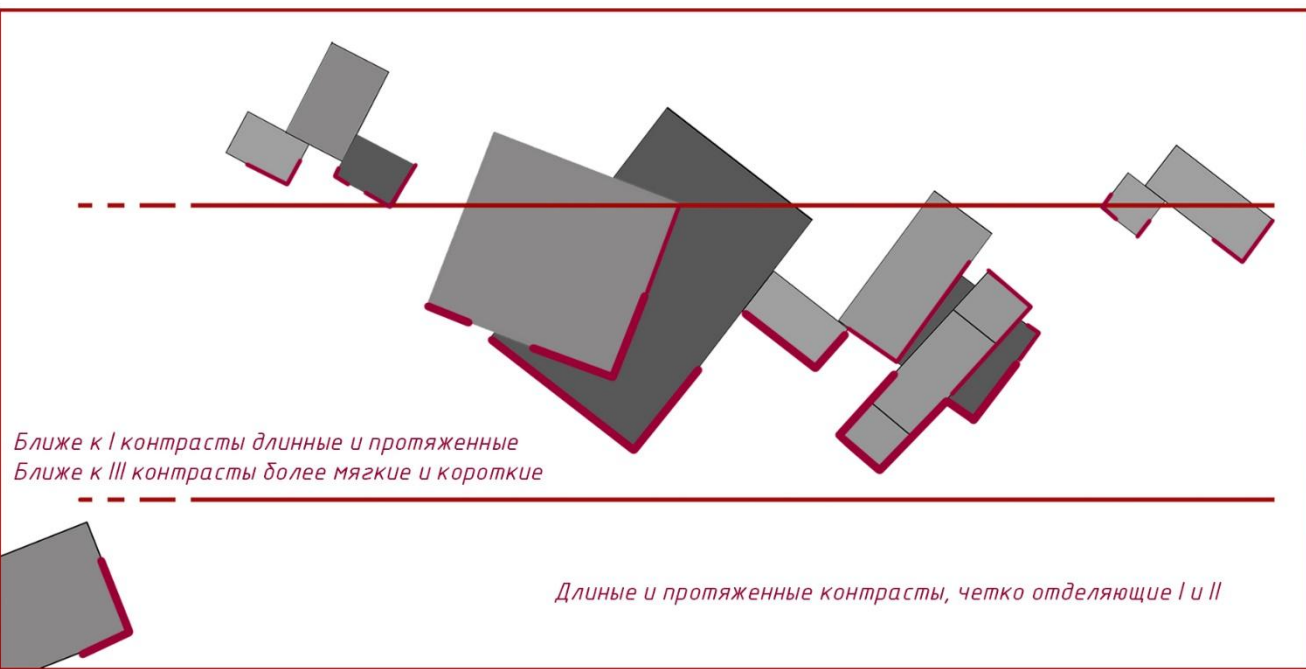 Ближе к I контрасты длинные и протяженные
Ближе к III контрасты более мягкие и короткие
Длиные и протяженные контрасты, четко отделяющие I и II